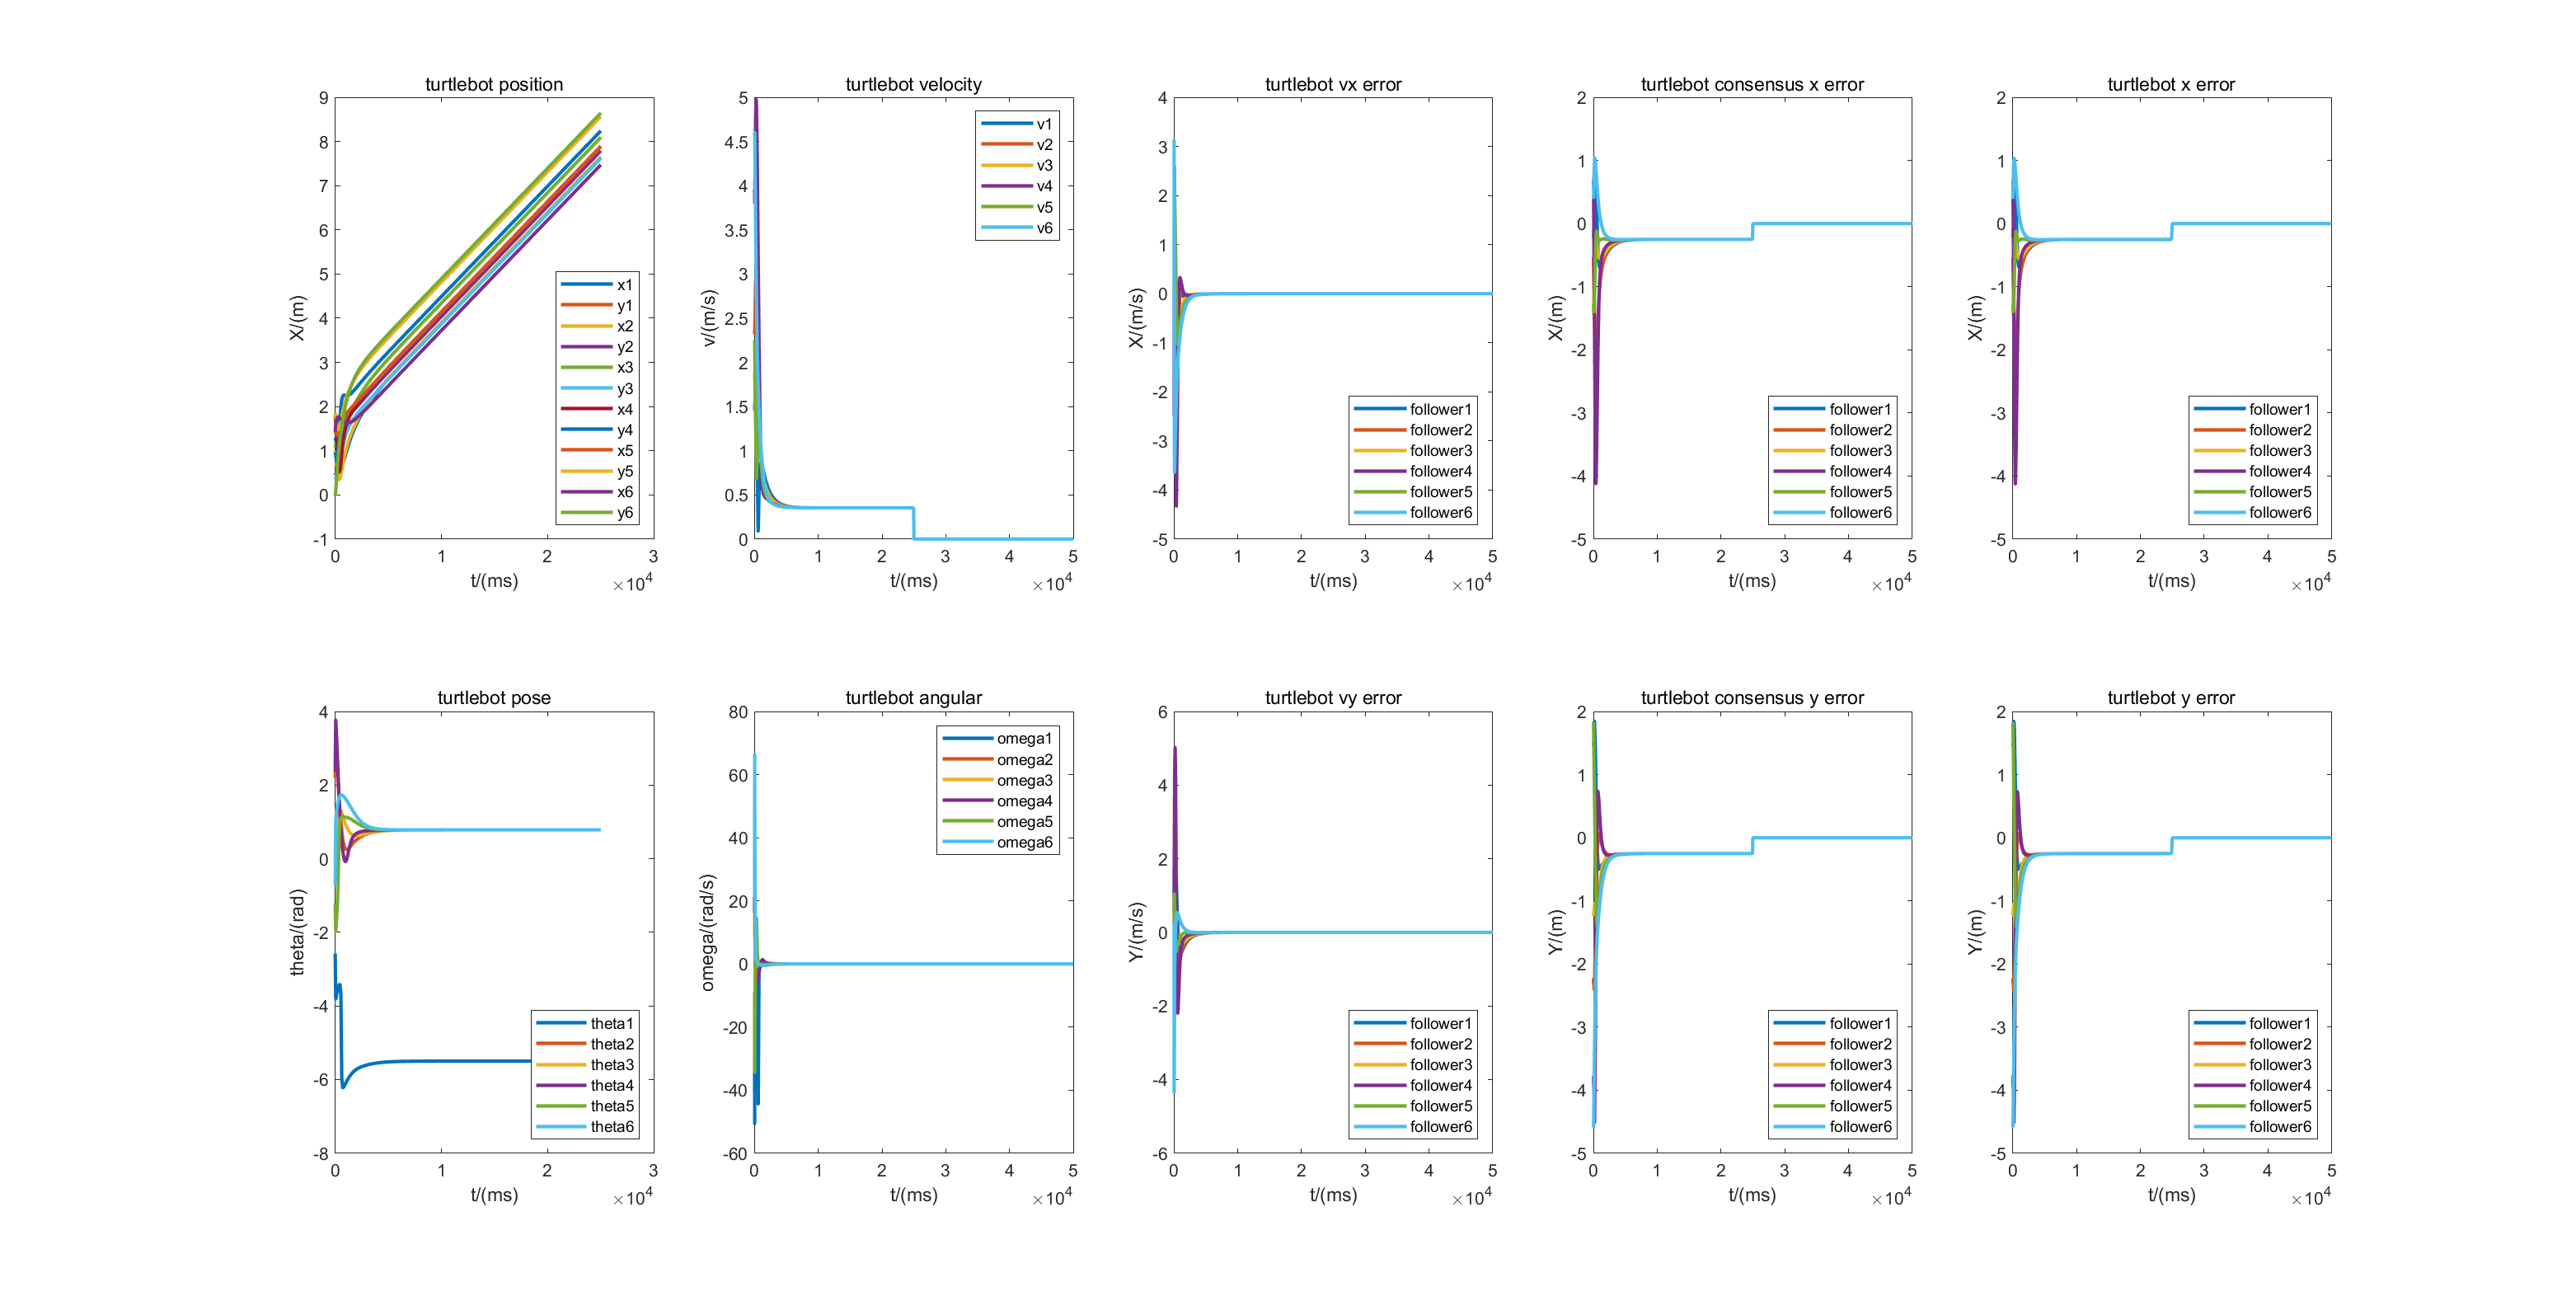 turtlebot position
9
8
7
6
5
4
3
2
1
0
-1
X/(m)
x1
y1
x2
y2
x3
y3
x4
y4
x5
y5
x6
y6
0 1 2 3
t/(ms)
×10^4
turtlebot velocity
5
4.5
4
3.5
3
2.5
2
1.5
1
0.5
0
v/(m/s)
v1
v2
v3
v4
v5
v6
0 1 2 3 4 5
t/(ms)
×10^4
turtlebot vx error
4
3
2
1
0
-1
-2
-3
-4
-5
X/(m/s)
follower1
follower2
follower3
follower4
follower5
follower6
0 1 2 3 4 5
t/(ms)
×10^4
turtlebot consensus x error
2
1
0
-1
-2
-3
-4
-5
X/(m)
follower1
follower2
follower3
follower4
follower5
follower6
0 1 2 3 4 5
t/(ms)
×10^4
turtlebot x error
2
1
0
-1
-2
-3
-4
-5
X/(m)
follower1
follower2
follower3
follower4
follower5
follower6
0 1 2 3 4 5
t/(ms)
×10^4
turtlebot pose
4
2
0
-2
-4
-6
-8
theta/(rad)
theta1
theta2
theta3
theta4
theta5
theta6
0 1 2 3
t/(ms)
×10^4
turtlebot angular
80
60
40
20
0
-20
-40
-60
omega/(rad/s)
omega1
omega2
omega3
omega4
omega5
omega6
0 1 2 3 4 5
t/(ms)
×10^4
turtlebot vy error
6
4
2
0
-2
-4
-6
Y/(m/s)
follower1
follower2
follower3
follower4
follower5
follower6
0 1 2 3 4 5
t/(ms)
×10^4
turtlebot consensus y error
2
1
0
-1
-2
-3
-4
-5
Y/(m)
follower1
follower2
follower3
follower4
follower5
follower6
0 1 2 3 4 5
t/(ms)
×10^4
turtlebot y error
2
1
0
-1
-2
-3
-4
-5
Y/(m)
follower1
follower2
follower3
follower4
follower5
follower6
0 1 2 3 4 5
t/(ms)
×10^4